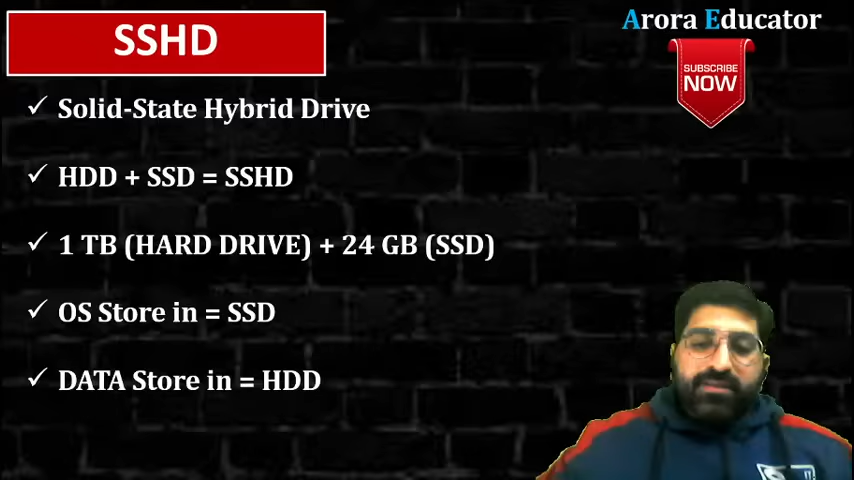 SSHD
Arora Educator
SUBSCRIBE
NOW
✓ Solid-State Hybrid Drive
✓ HDD + SSD = SSHD
✓ 1 TB (HARD DRIVE) + 24 GB (SSD)
✓ OS Store in = SSD
✓ DATA Store in = HDD